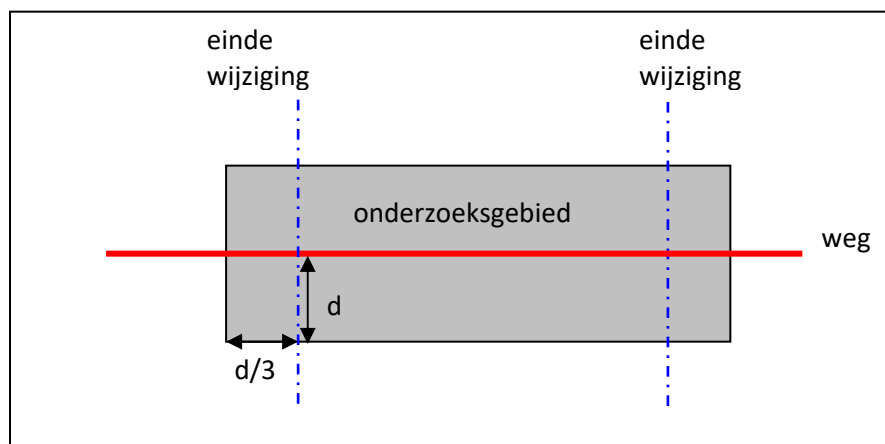 einde
wijziging
einde
wijziging
onderzoeksgebied
weg
d
d/3